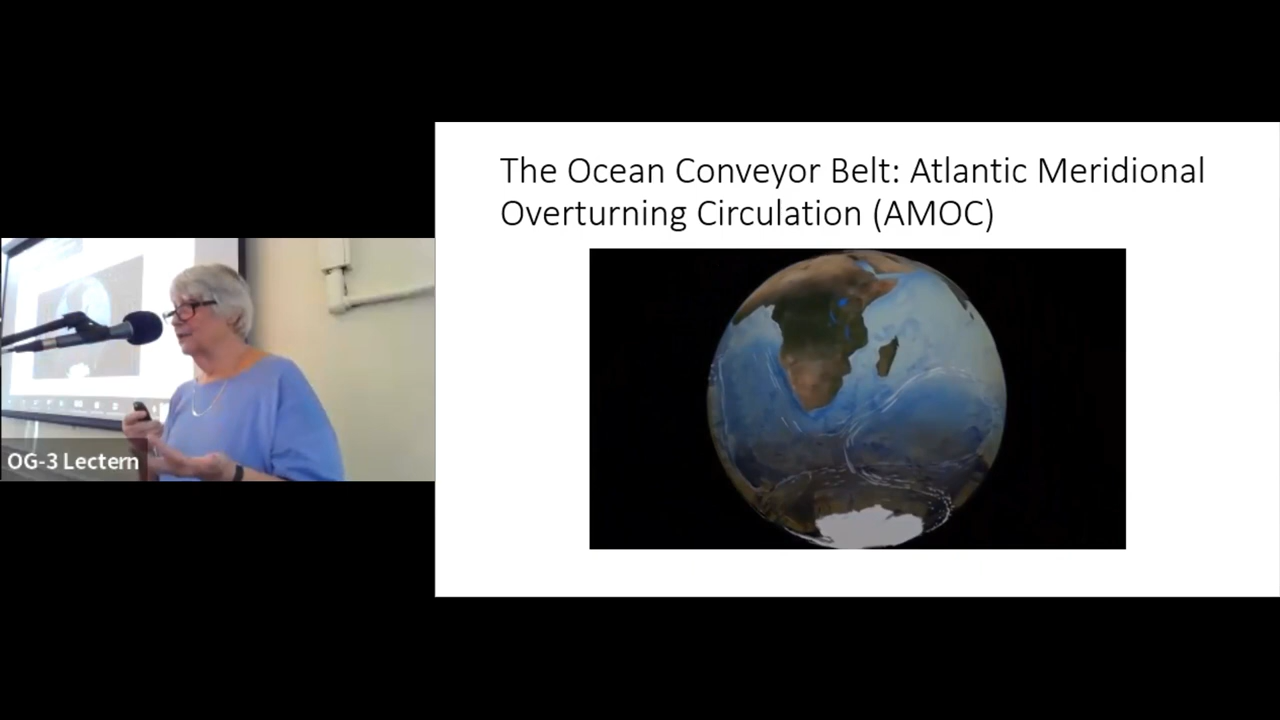 The Ocean Conveyor Belt: Atlantic Meridional
Overturning Circulation (AMOC)
OG-3 Lectern